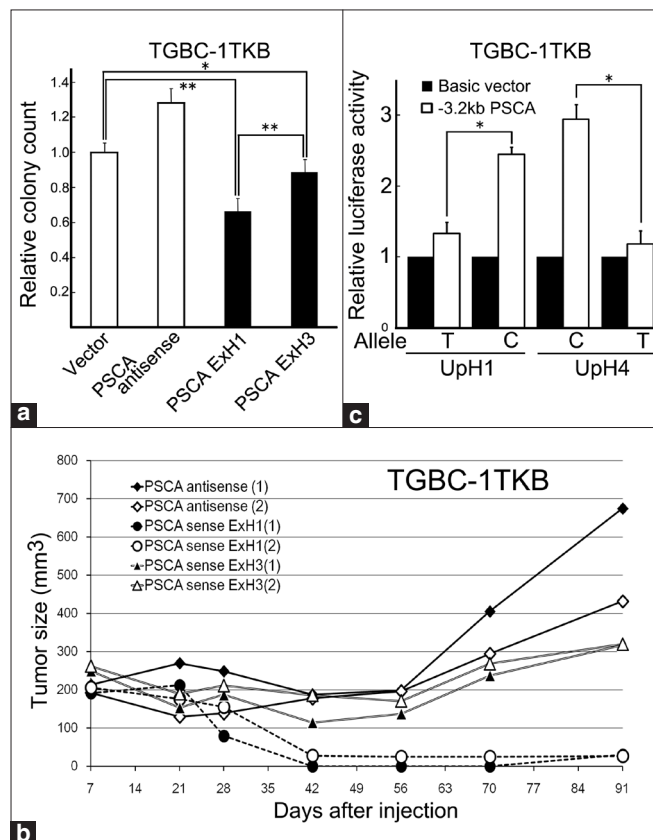 TGBC-1TKB
Relative colony count
1.4
1.2
1.0
0.8
0.6
0.4
0.2
*
**
**
Vector
PSCA
antisense
PSCA ExH1
PSCA ExH3
a
TGBC-1TKB
Relative luciferase activity
Basic vector
-3.2kb PSCA
3
2
1
0
*
*
Allele T C C T
UpH1 UpH4
c
TGBC-1TKB
Tumor size (mm3)
800
700
600
500
400
300
200
100
0
PSCA antisense (1)
PSCA antisense (2)
PSCA sense ExH1(1)
PSCA sense ExH1(2)
PSCA sense ExH3(1)
PSCA sense ExH3(2)
7 14 21 28 35 42 49 56 63 70 77 84 91
Days after injection
b